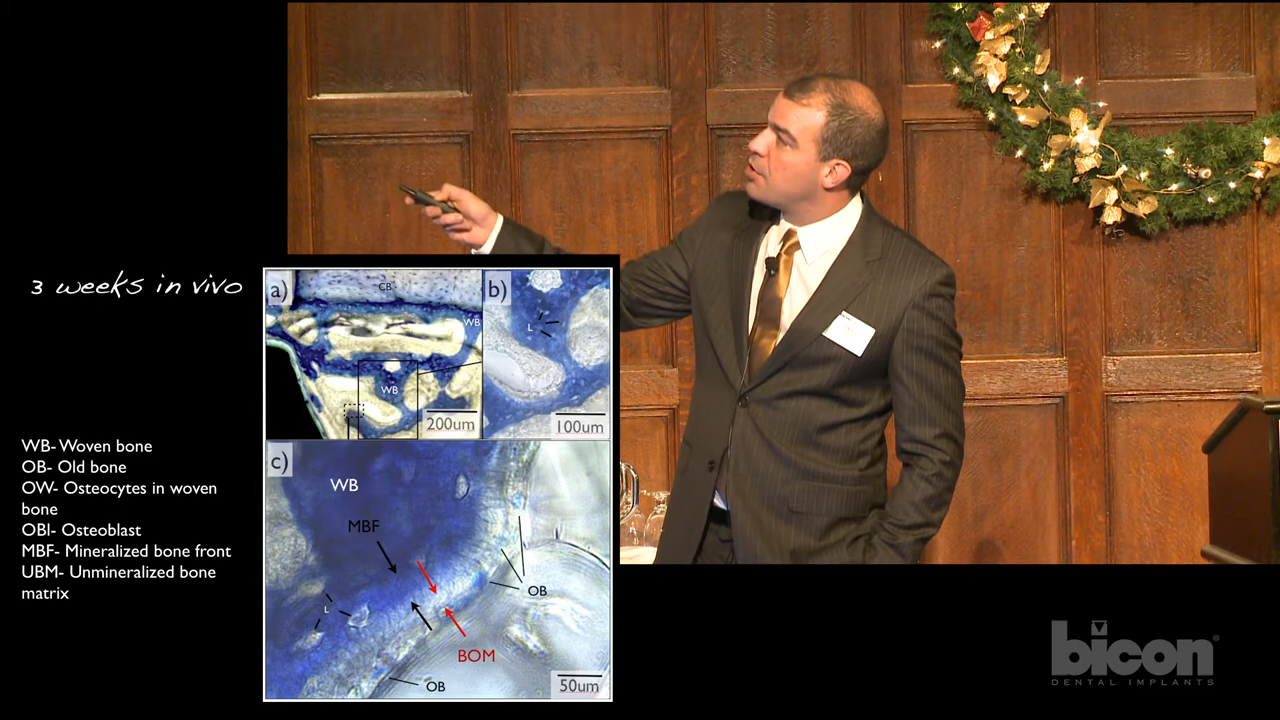 3 weeks in vivo
WB- Woven bone
OB- Old bone
OW- Osteocytes in woven
bone
OBl- Osteoblast
MBF- Mineralized bone front
UBM- Unmineralized bone
matrix
a)
CB
WB
WB
200um
b)
L
100um
c)
WB
MBF
L
OB
BOM
OB
50um
bicon®
DENTAL IMPLANTS